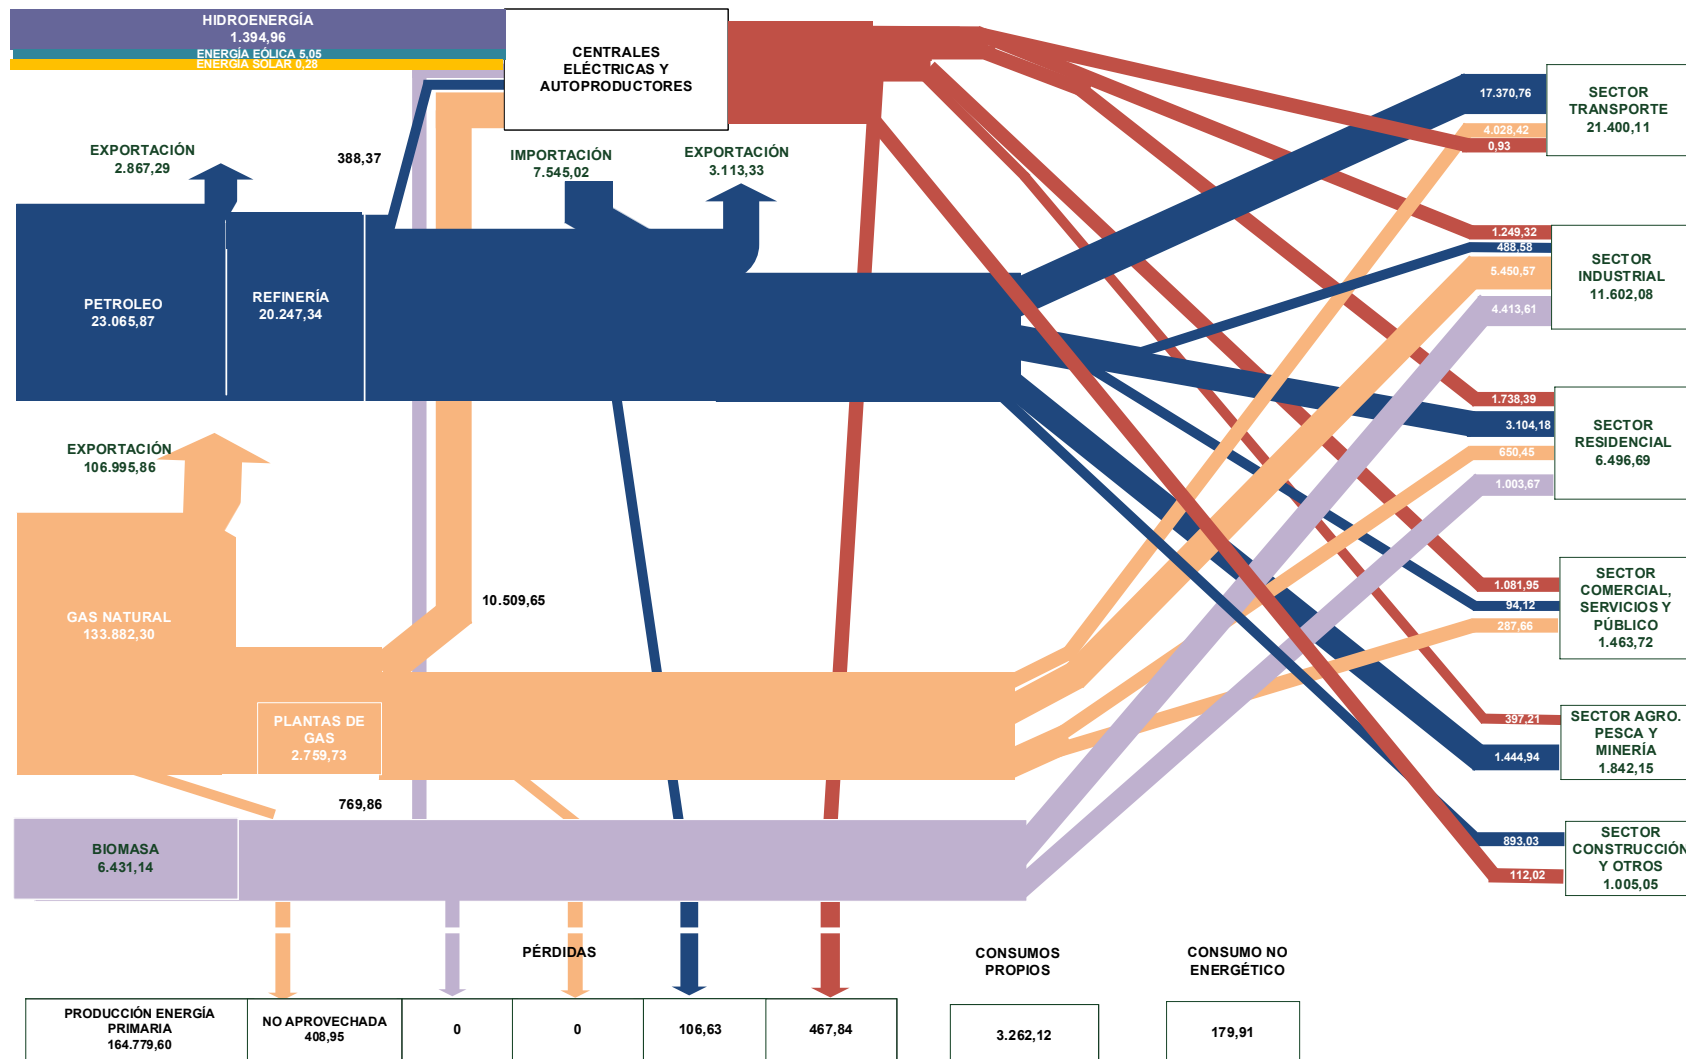 HIDROENERGÍA
1.394,96
ENERGÍA EÓLICA 5,05
ENERGÍA SOLAR 0,28
CENTRALES
ELÉCTRICAS Y
AUTOPRODUCTORES
EXPORTACIÓN
2.867,29
388,37
IMPORTACIÓN
7.545,02
EXPORTACIÓN
3.113,33
PETROLEO
23.065,87
REFINERÍA
20.247,34
EXPORTACIÓN
106.995,86
GAS NATURAL
133.882,30
10.509,65
PLANTAS DE
GAS
2.759,73
769,86
BIOMASA
6.431,14
17.370,76
4.028,42
0,93
SECTOR
TRANSPORTE
21.400,11
1.249,32
488,58
5.450,57
4.413,61
SECTOR
INDUSTRIAL
11.602,08
1.738,39
3.104,18
650,45
1.003,67
SECTOR
RESIDENCIAL
6.496,69
1.081,95
94,12
287,66
SECTOR
COMERCIAL,
SERVICIOS Y
PÚBLICO
1.463,72
397,21
1.444,94
SECTOR AGRO.
PESCA Y
MINERÍA
1.842,15
893,03
112,02
SECTOR
CONSTRUCCIÓN
Y OTROS
1.005,05
PÉRDIDAS
CONSUMOS
PROPIOS
CONSUMO NO
ENERGÉTICO
PRODUCCIÓN ENERGÍA
PRIMARIA
164.779,60
NO APROVECHADA
408,95
0
0
106,63
467,84
3.262,12
179,91